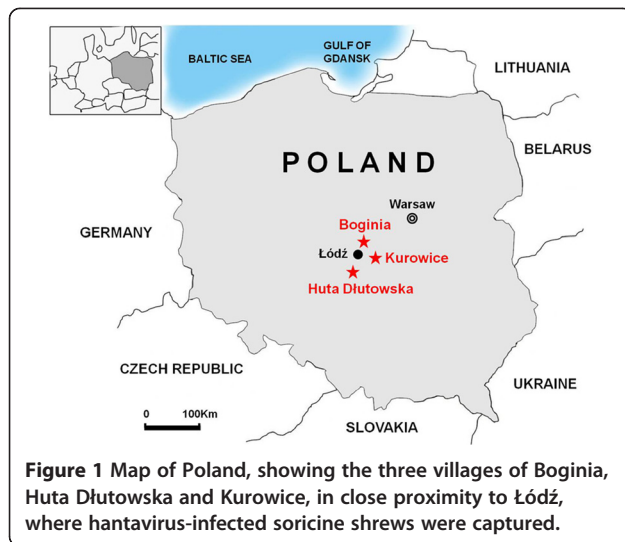 BALTIC SEA
GULF OF
GDANSK
LITHUANIA
BELARUS
POLAND
Warsaw
Boginia
GERMANY
Łódź
Kurowice
Huta Dłutowska
CZECH REPUBLIC
UKRAINE
0 100Km
SLOVAKIA
Figure 1 Map of Poland, showing the three villages of Boginia,
Huta Dłutowska and Kurowice, in close proximity to Łódź,
where hantavirus-infected soricine shrews were captured.